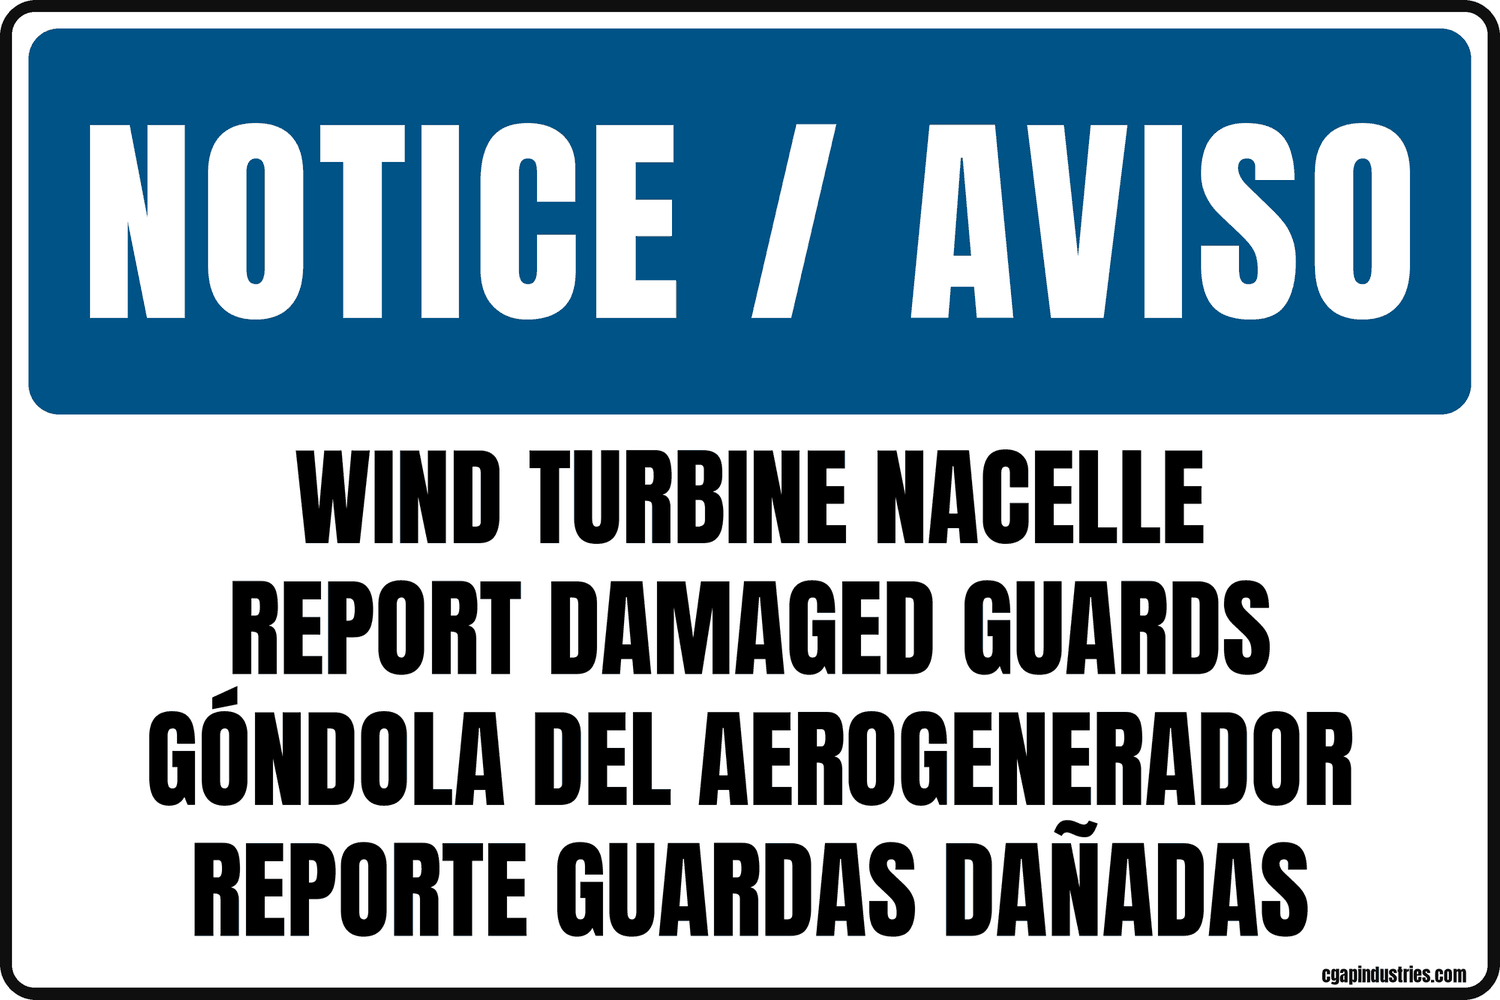 NOTICE / AVISO
WIND TURBINE NACELLE
REPORT DAMAGED GUARDS
GÓNDOLA DEL AEROGENERADOR
REPORTE GUARDAS DAÑADAS
cgapindustries.com